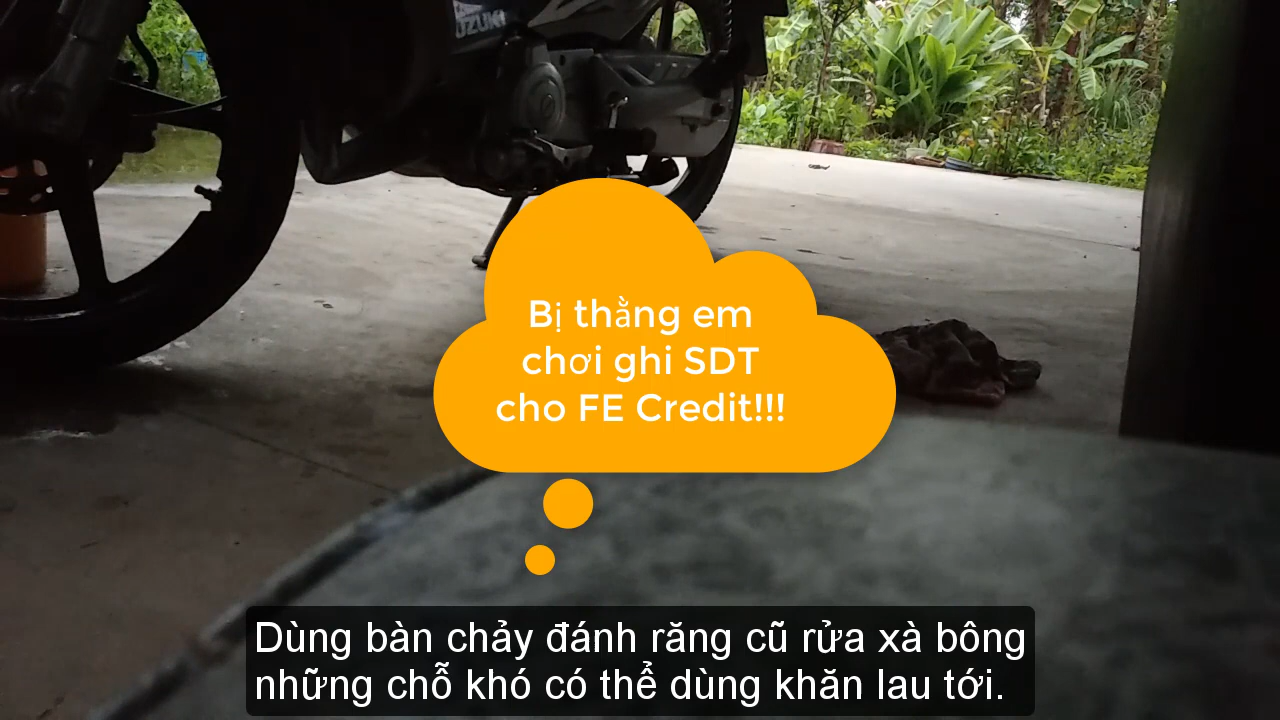 SUZUKI
Bị thằng em
chơi ghi SDT
cho FE Credit!!!
Dùng bàn chảy đánh răng cũ rửa xà bông
những chỗ khó có thể dùng khăn lau tới.